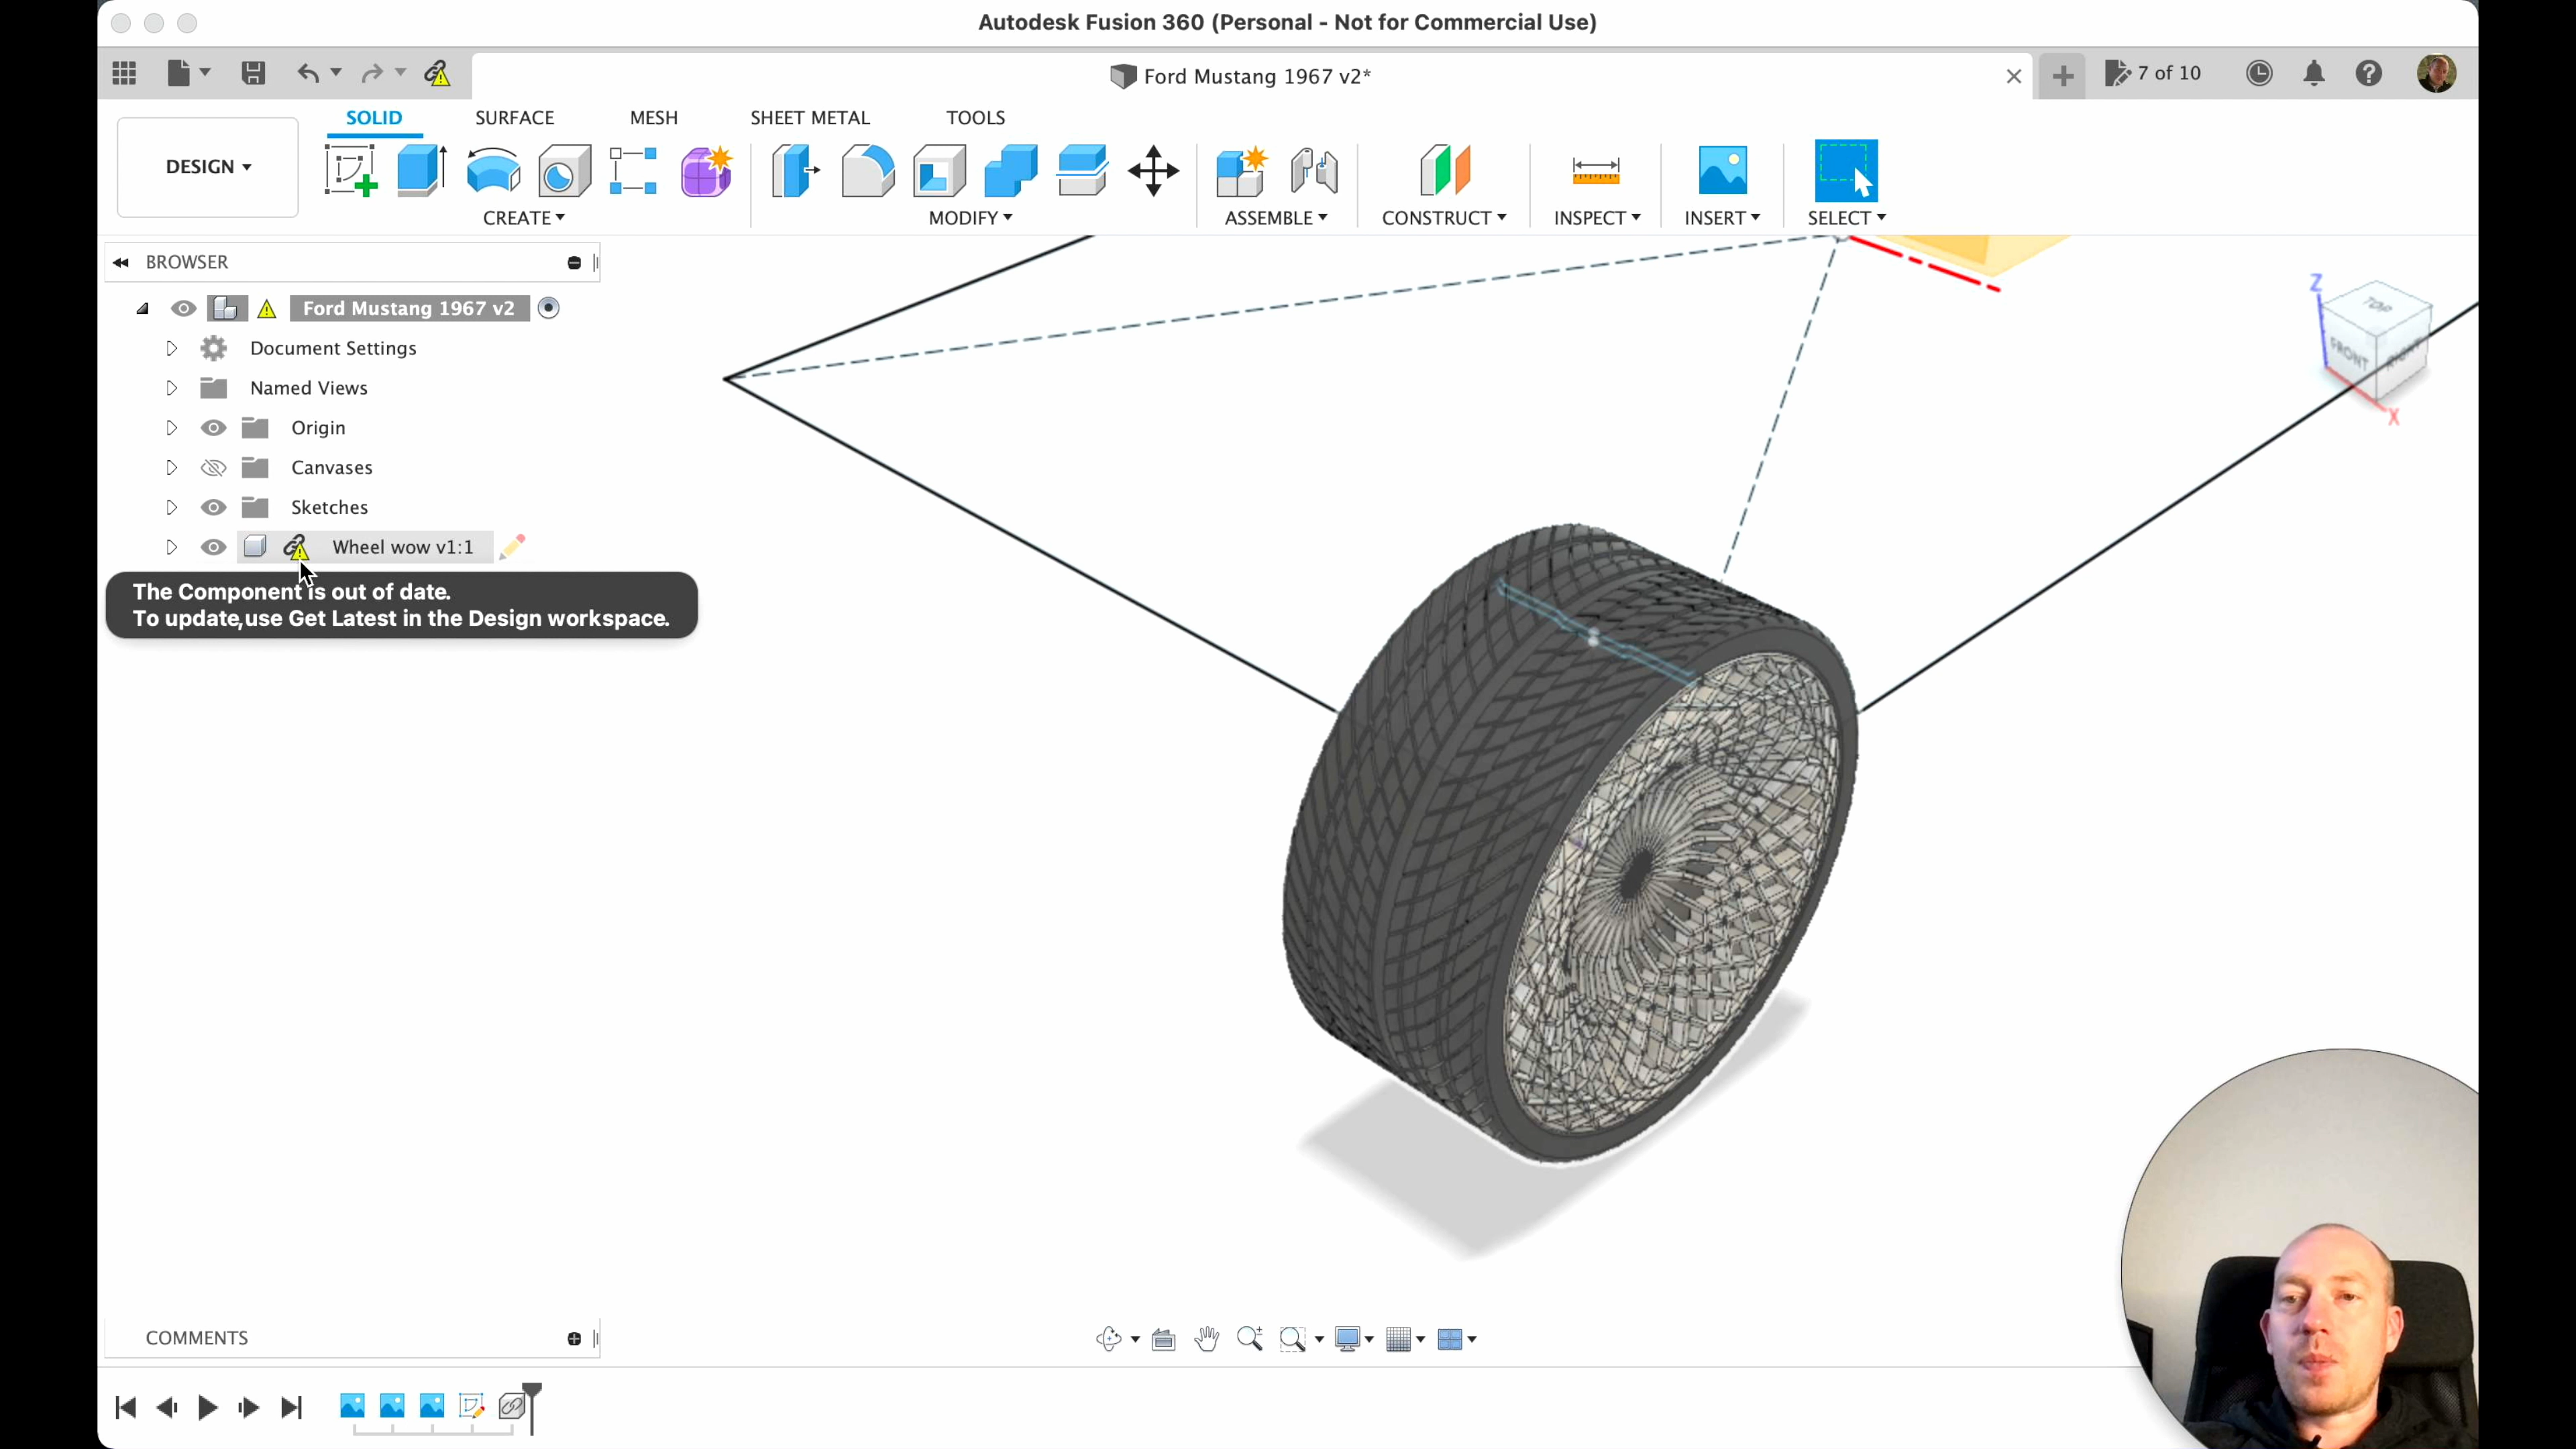 Autodesk Fusion 360 (Personal - Not for Commercial Use)
Ford Mustang 1967 v2*
7 of 10
DESIGN
SOLID
SURFACE
MESH
SHEET METAL
TOOLS
CREATE
MODIFY
ASSEMBLE
CONSTRUCT
INSPECT
INSERT
SELECT
BROWSER
Ford Mustang 1967 v2
Document Settings
Named Views
Origin
Canvases
Sketches
Wheel wow v1:1
The Component is out of date.
To update,use Get Latest in the Design workspace.
Z
TOP
FRONT
RIGHT
X
COMMENTS